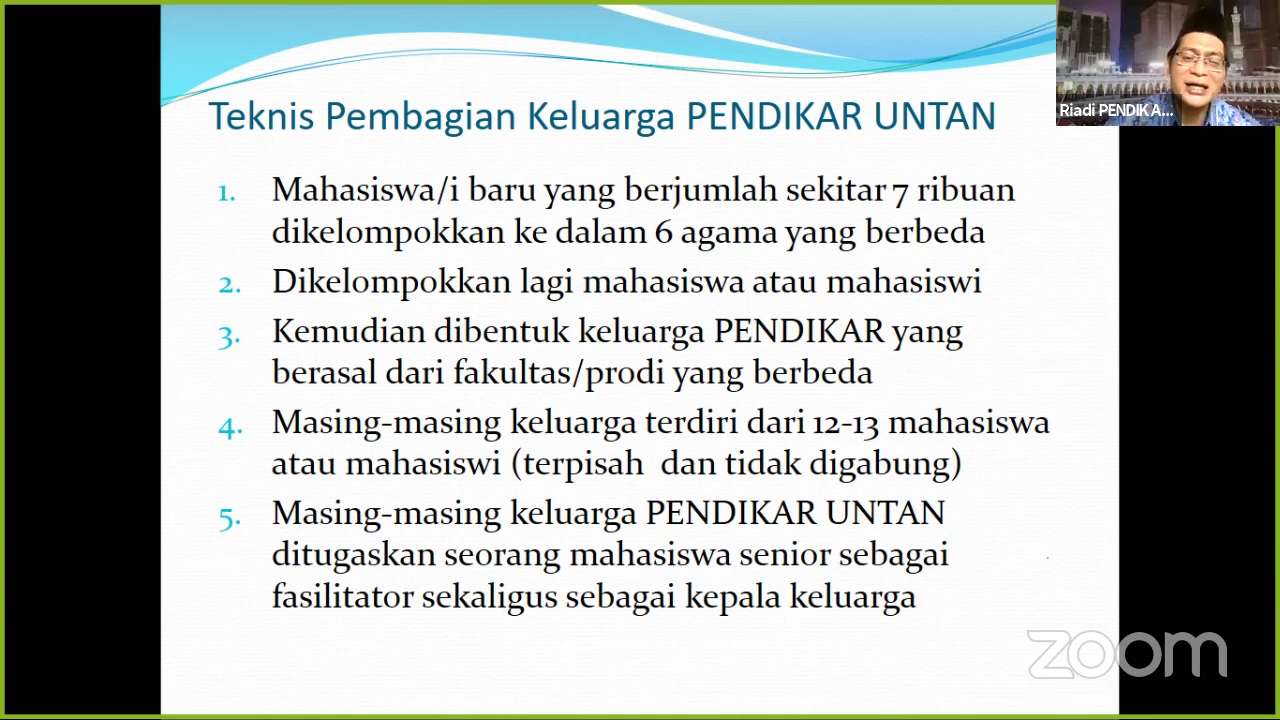 Teknis Pembagian Keluarga PENDIKAR UNTAN
Riadi PENDIK A...
1. Mahasiswa/i baru yang berjumlah sekitar 7 ribuan
dikelompokkan ke dalam 6 agama yang berbeda
2. Dikelompokkan lagi mahasiswa atau mahasiswi
3. Kemudian dibentuk keluarga PENDIKAR yang
berasal dari fakultas/prodi yang berbeda
4. Masing-masing keluarga terdiri dari 12-13 mahasiswa
atau mahasiswi (terpisah dan tidak digabung)
5. Masing-masing keluarga PENDIKAR UNTAN
ditugaskan seorang mahasiswa senior sebagai
fasilitator sekaligus sebagai kepala keluarga
zoom